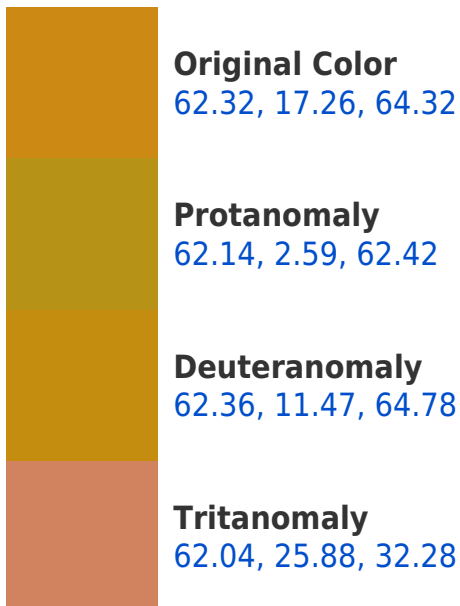 Original Color
62.32, 17.26, 64.32
Protanomaly
62.14, 2.59, 62.42
Deuteranomaly
62.36, 11.47, 64.78
Tritanomaly
62.04, 25.88, 32.28